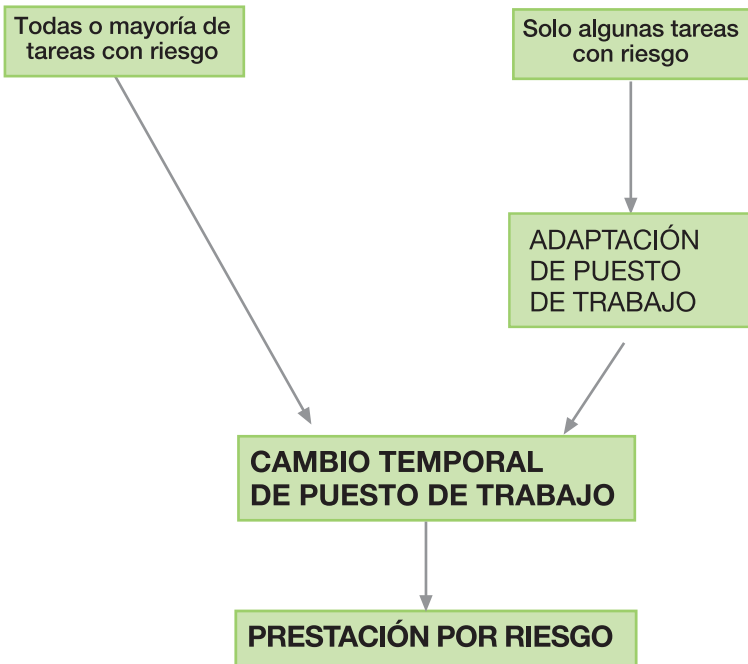 Todas o mayoría de
tareas con riesgo
Solo algunas tareas
con riesgo
ADAPTACIÓN
DE PUESTO
DE TRABAJO
CAMBIO TEMPORAL
DE PUESTO DE TRABAJO
PRESTACIÓN POR RIESGO